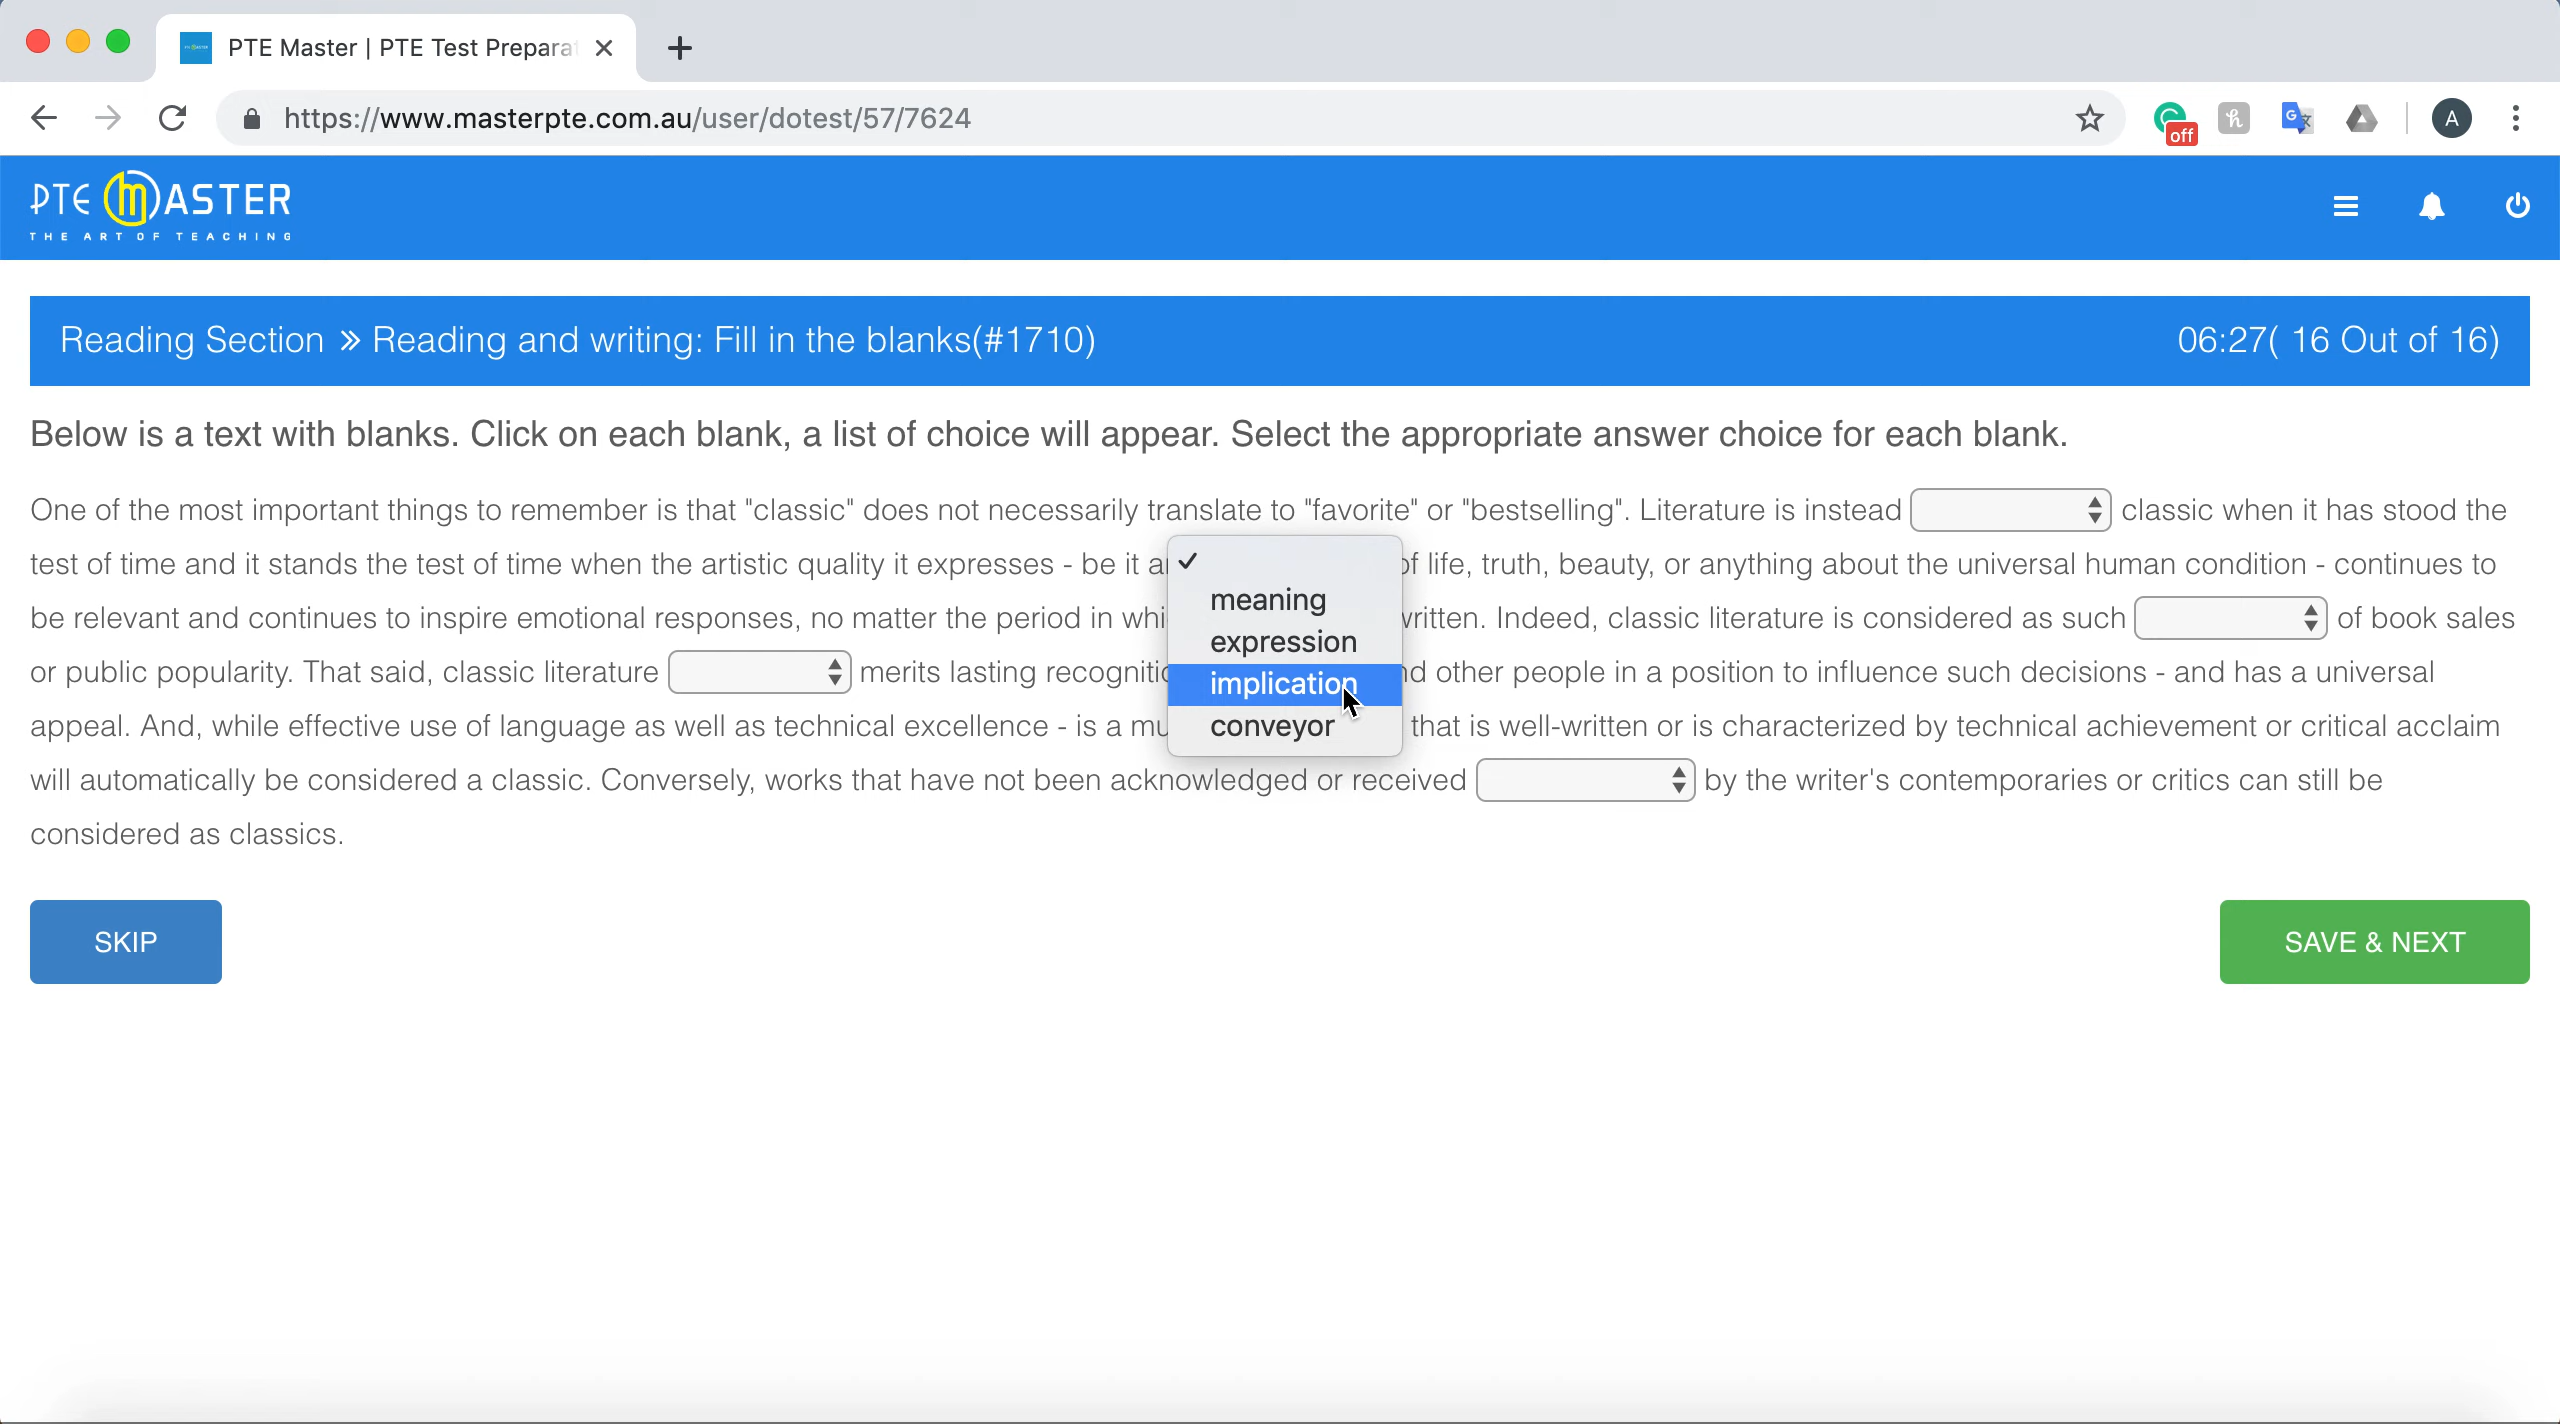 PTE Master | PTE Test Prepara
https://www.masterpte.com.au/user/dotest/57/7624
off
A
PTE MASTER
THE ART OF TEACHING
Reading Section » Reading and writing: Fill in the blanks(#1710)
06:27( 16 Out of 16)
Below is a text with blanks. Click on each blank, a list of choice will appear. Select the appropriate answer choice for each blank.
One of the most important things to remember is that "classic" does not necessarily translate to "favorite" or "bestselling". Literature is instead classic when it has stood the
test of time and it stands the test of time when the artistic quality it expresses - be it of life, truth, beauty, or anything about the universal human condition - continues to
be relevant and continues to inspire emotional responses, no matter the period in written. Indeed, classic literature is considered as such of book sales
or public popularity. That said, classic literature merits lasting other people in a position to influence such decisions - and has a universal
appeal. And, while effective use of language as well as technical excellence - is a that is well-written or is characterized by technical achievement or critical acclaim
will automatically be considered a classic. Conversely, works that have not been acknowledged or received by the writer's contemporaries or critics can still be
considered as classics.
meaning
expression
implication
conveyor
SKIP
SAVE & NEXT